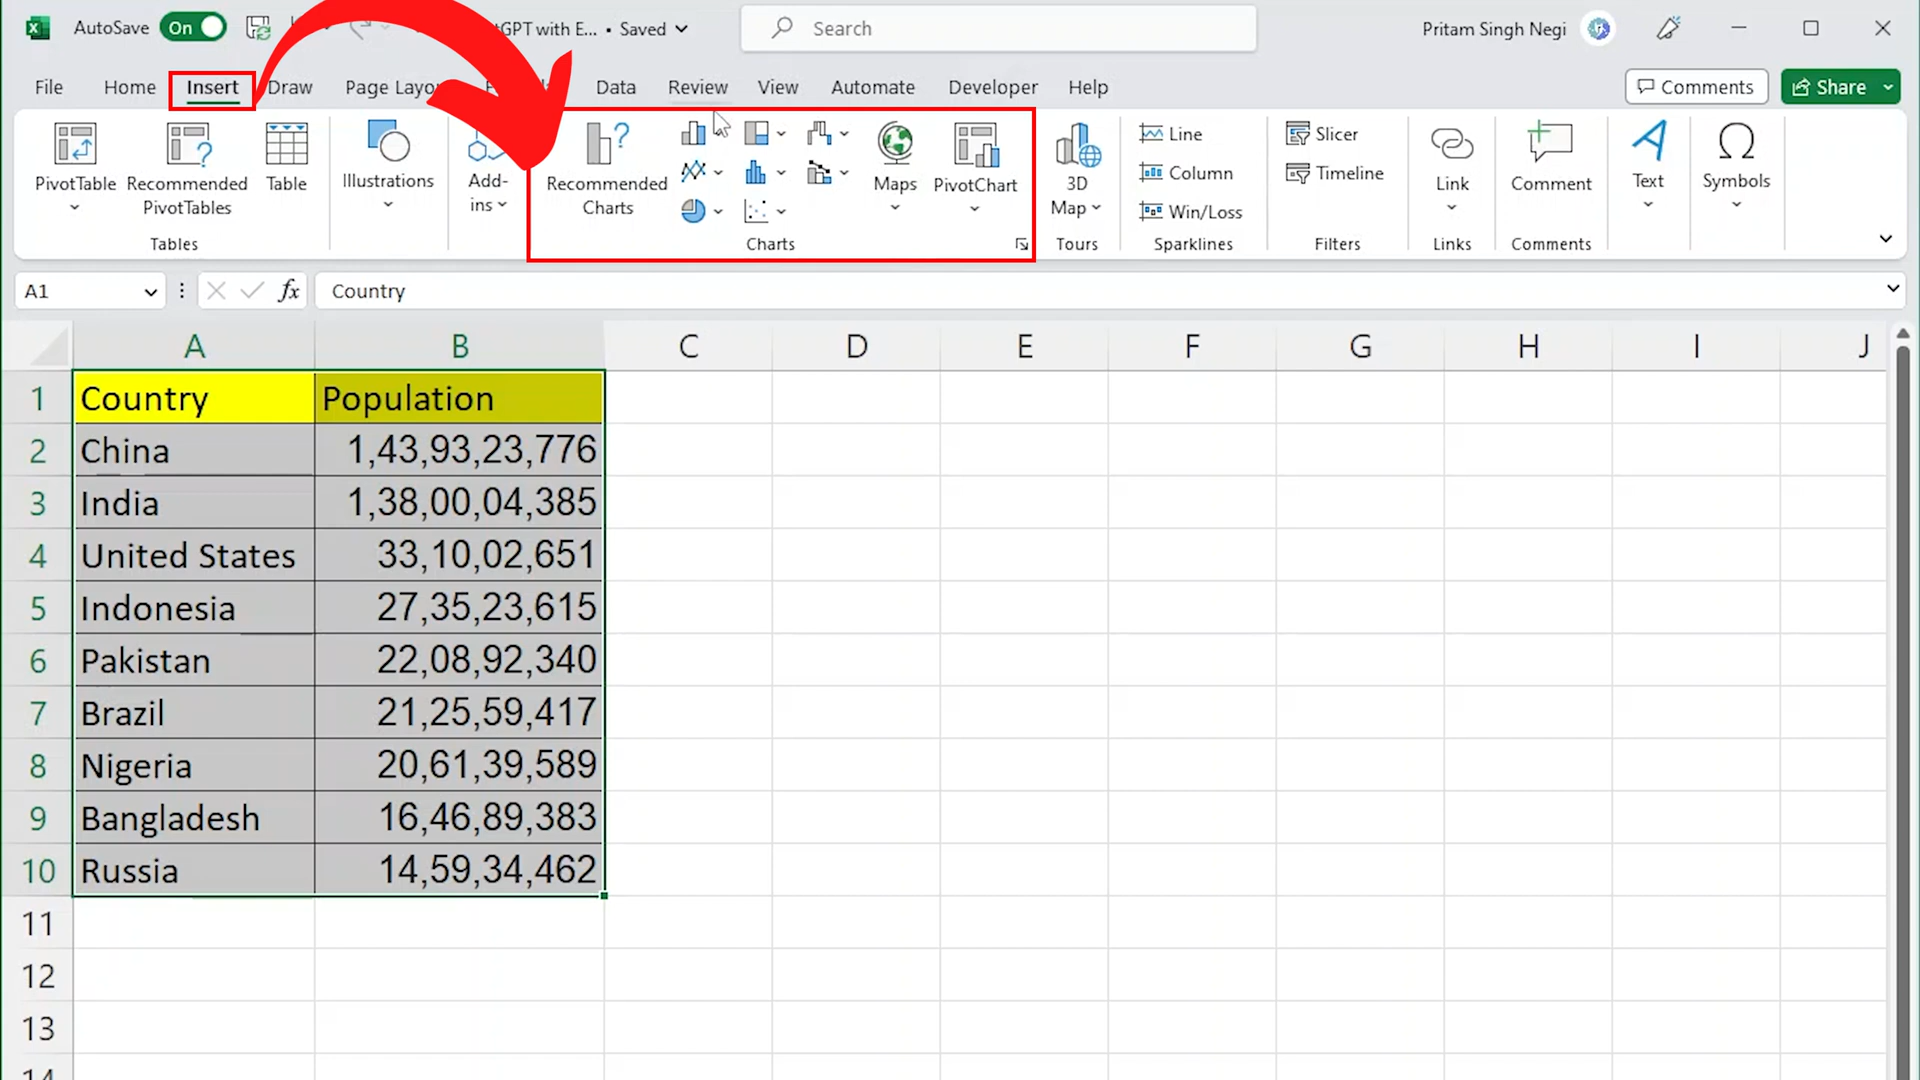 AutoSave On GPT with E... • Saved Search Pritam Singh Negi
File Home Insert Draw Page Layou Data Review View Automate Developer Help Comments Share
PivotTable
Recommended
PivotTables
Table
Tables
Illustrations
Add-
ins
Recommended
Charts
Maps
PivotChart
Charts
3D
Map
Tours
Line
Column
Win/Loss
Sparklines
Slicer
Timeline
Filters
Link
Links
Comment
Comments
Text
Symbols
A1 fx Country
A B C D E F G H I J
1 Country Population
2 China 1,43,93,23,776
3 India 1,38,00,04,385
4 United States 33,10,02,651
5 Indonesia 27,35,23,615
6 Pakistan 22,08,92,340
7 Brazil 21,25,59,417
8 Nigeria 20,61,39,589
9 Bangladesh 16,46,89,383
10 Russia 14,59,34,462
11
12
13
14